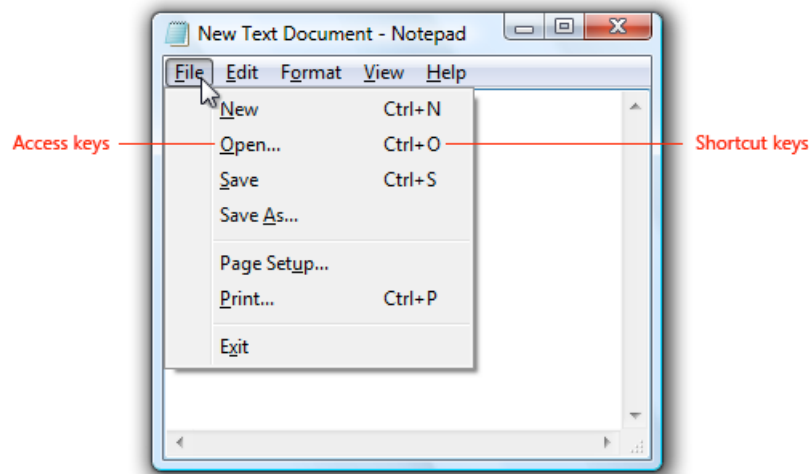 New Text Document - Notepad
File Edit Format View Help
New Ctrl+N
Access keys Open... Ctrl+O Shortcut keys
Save Ctrl+S
Save As...
Page Setup...
Print... Ctrl+P
Exit